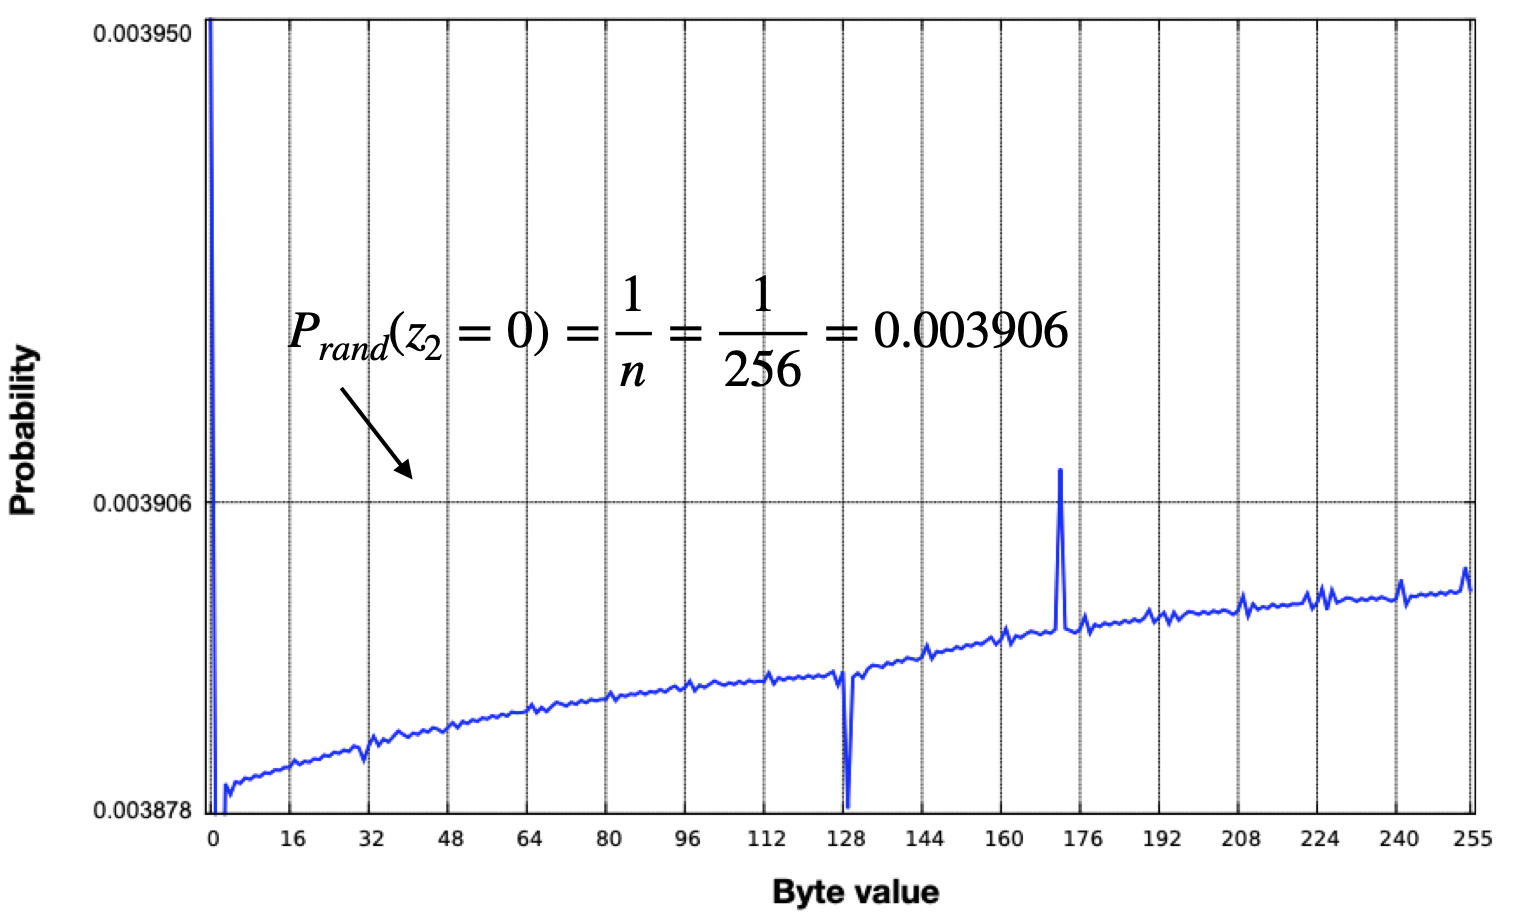 0.003950
P_rand(z_2 = 0) = 1/n = 1/256 = 0.003906
Probability
0.003906
0.003878
0 16 32 48 64 80 96 112 128 144 160 176 192 208 224 240 255
Byte value